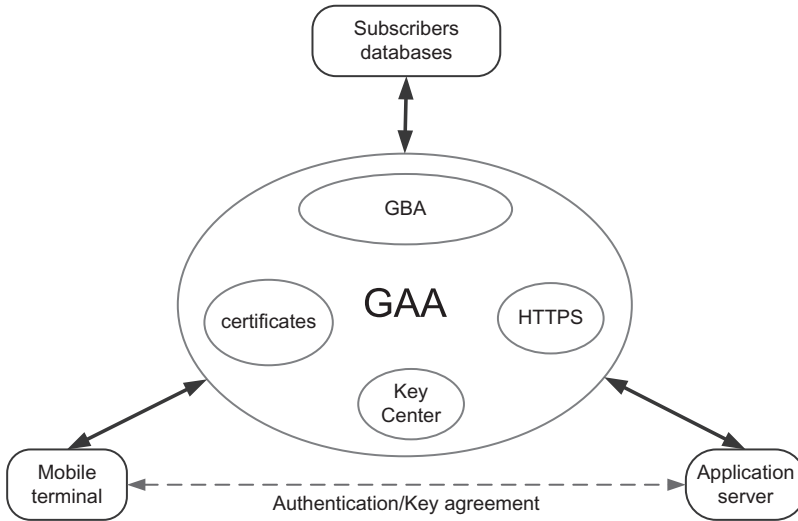 Subscribers
databases
GBA
GAA
certificates
HTTPS
Key
Center
Mobile
terminal
Application
server
Authentication/Key agreement